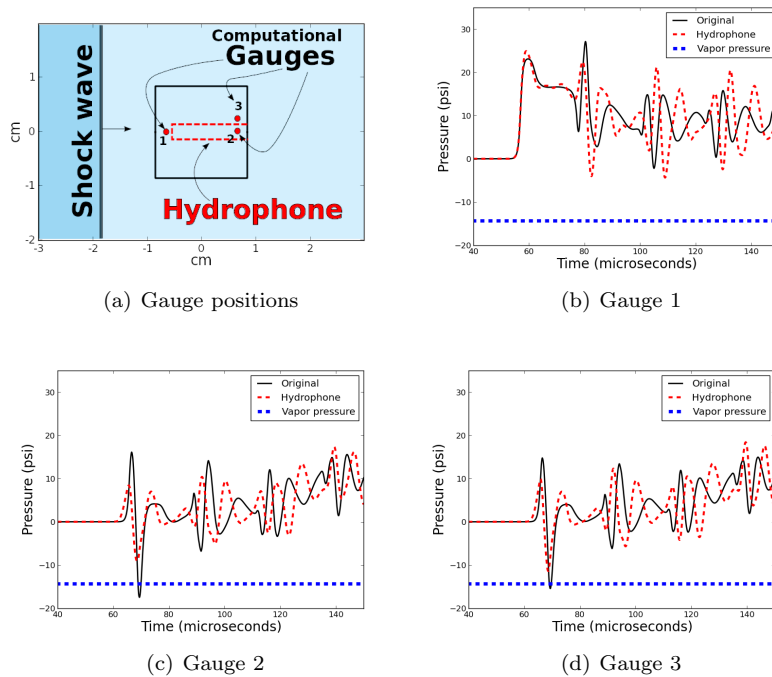 Shock wave
Computational
Gauges
3
1
2
Hydrophone
cm
1
0
-1
-2
-3
-2
-1
0
1
2
cm
(a) Gauge positions
Original
Hydrophone
Vapor pressure
Pressure (psi)
30
20
10
0
-10
-20
40
60
80
100
120
140
Time (microseconds)
(b) Gauge 1
Original
Hydrophone
Vapor pressure
Pressure (psi)
30
20
10
0
−10
−20
40
60
80
100
120
140
Time (microseconds)
(c) Gauge 2
Original
Hydrophone
Vapor pressure
Pressure (psi)
30
20
10
0
−10
−20
40
60
80
100
120
140
Time (microseconds)
(d) Gauge 3